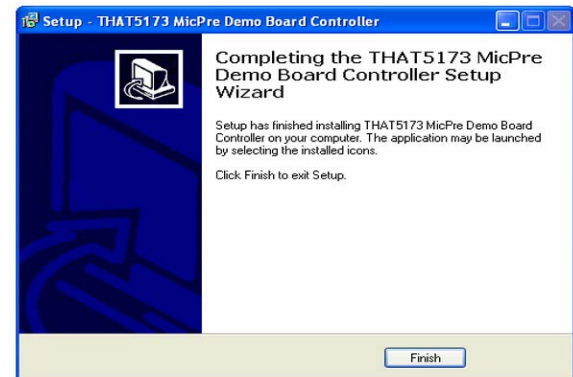 Setup - THAT5173 MicPre Demo Board Controller
Completing the THAT5173 MicPre
Demo Board Controller Setup
Wizard
Setup has finished installing THAT5173 MicPre Demo Board
Controller on your computer. The application may be launched
by selecting the installed icons.
Click Finish to exit Setup.
Finish